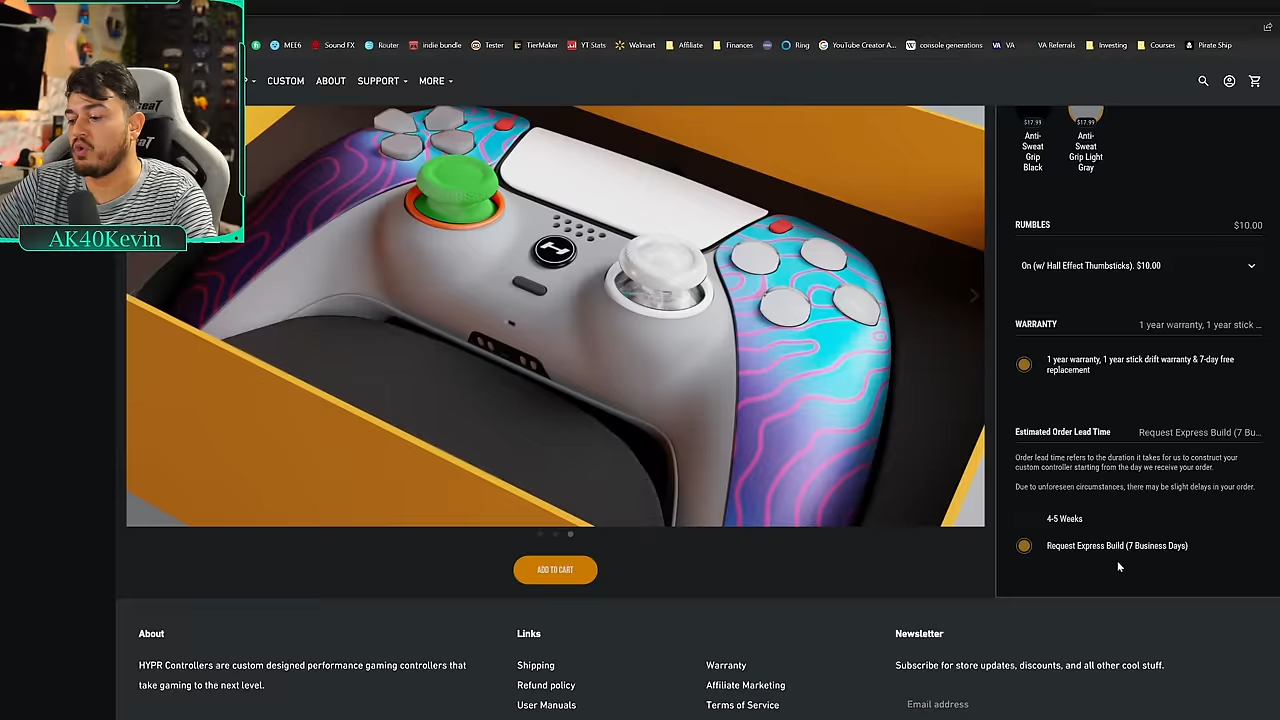 MEE6
Sound FX
Router
indie bundle
Tester
TierMaker
YT Stats
Walmart
Affiliate
Finances
Ring
YouTube Creator A...
console generations
VA
VA Referrals
Investing
Courses
Pirate Ship
CUSTOM
ABOUT
SUPPORT
MORE
AK40Kevin
$17.99
$17.99
Anti-
Sweat
Grip
Black
Anti-
Sweat
Grip Light
Gray
RUMBLES
$10.00
On (w/ Hall Effect Thumbsticks). $10.00
WARRANTY
1 year warranty, 1 year stick ...
1 year warranty, 1 year stick drift warranty & 7-day free
replacement
Estimated Order Lead Time
Request Express Build (7 Bu...
Order lead time refers to the duration it takes for us to construct your
custom controller starting from the day we receive your order.
Due to unforeseen circumstances, there may be slight delays in your order.
4-5 Weeks
Request Express Build (7 Business Days)
ADD TO CART
About
HYPR Controllers are custom designed performance gaming controllers that
take gaming to the next level.
Links
Shipping
Refund policy
User Manuals
Warranty
Affiliate Marketing
Terms of Service
Newsletter
Subscribe for store updates, discounts, and all other cool stuff.
Email address